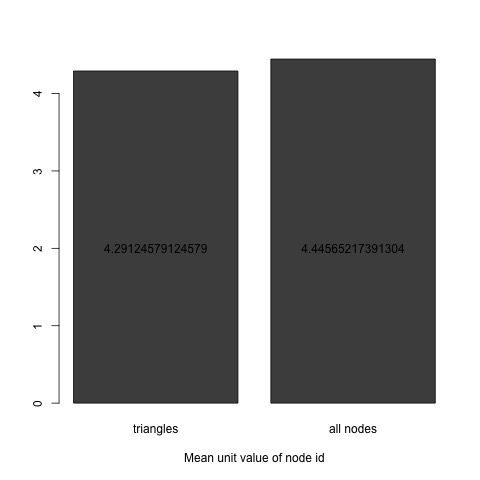 4
3
2
1
0
4.29124579124579
4.44565217391304
triangles
all nodes
Mean unit value of node id